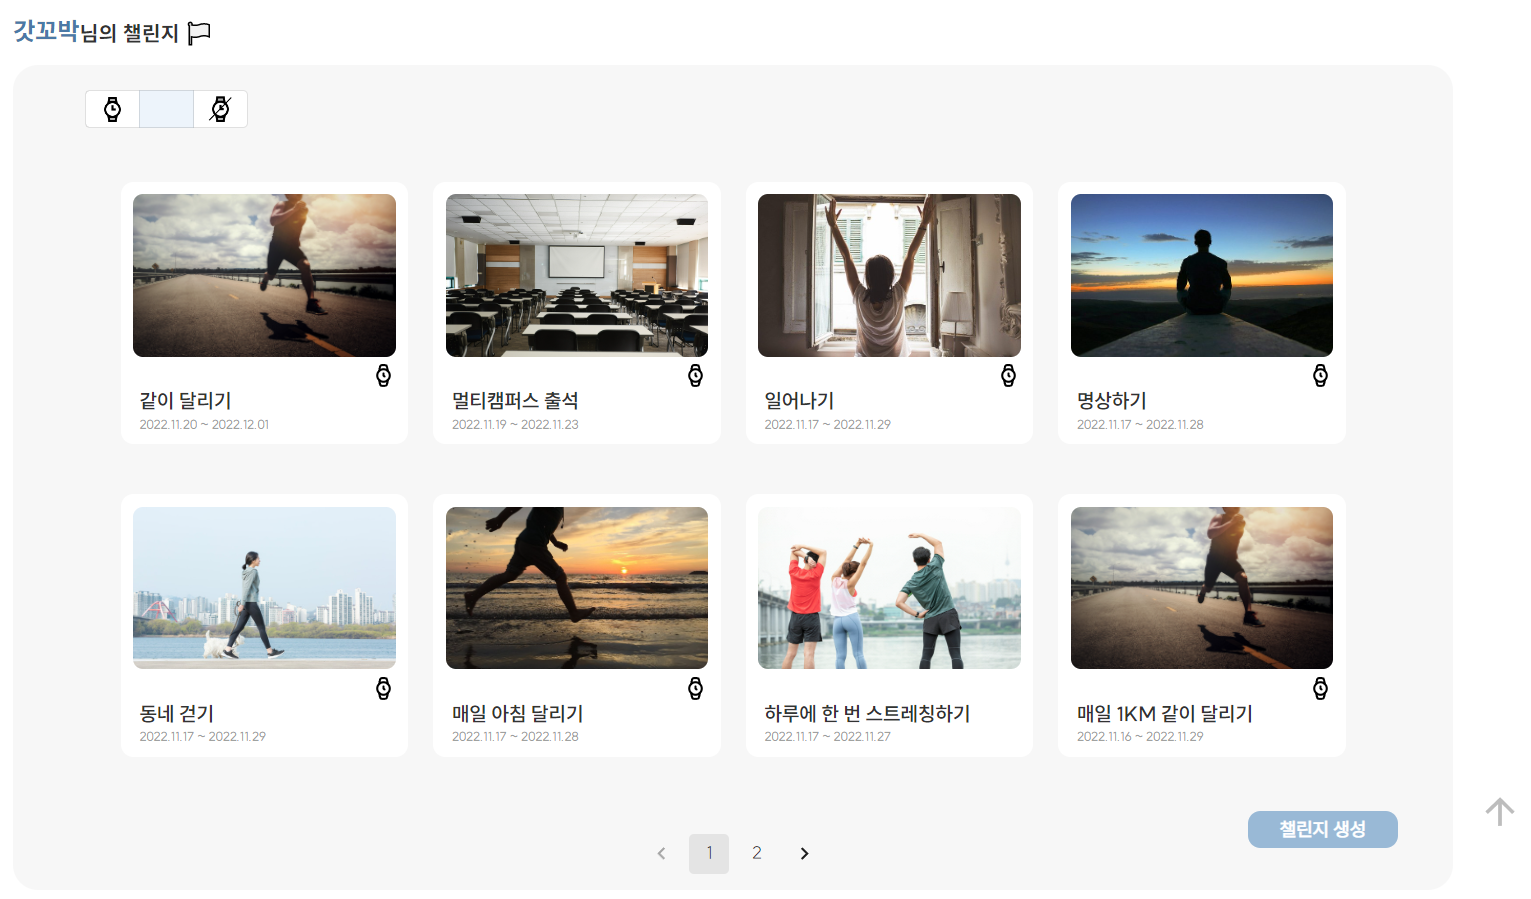 갓꼬박님의 챌린지
같이 달리기
2022.11.20 ~ 2022.12.01
멀티캠퍼스 출석
2022.11.19 ~ 2022.11.23
일어나기
2022.11.17 ~ 2022.11.29
명상하기
2022.11.17 ~ 2022.11.28
동네 걷기
2022.11.17 ~ 2022.11.29
매일 아침 달리기
2022.11.17 ~ 2022.11.28
하루에 한 번 스트레칭하기
2022.11.17 ~ 2022.11.27
매일 1KM 같이 달리기
2022.11.16 ~ 2022.11.29
챌린지 생성
1 2